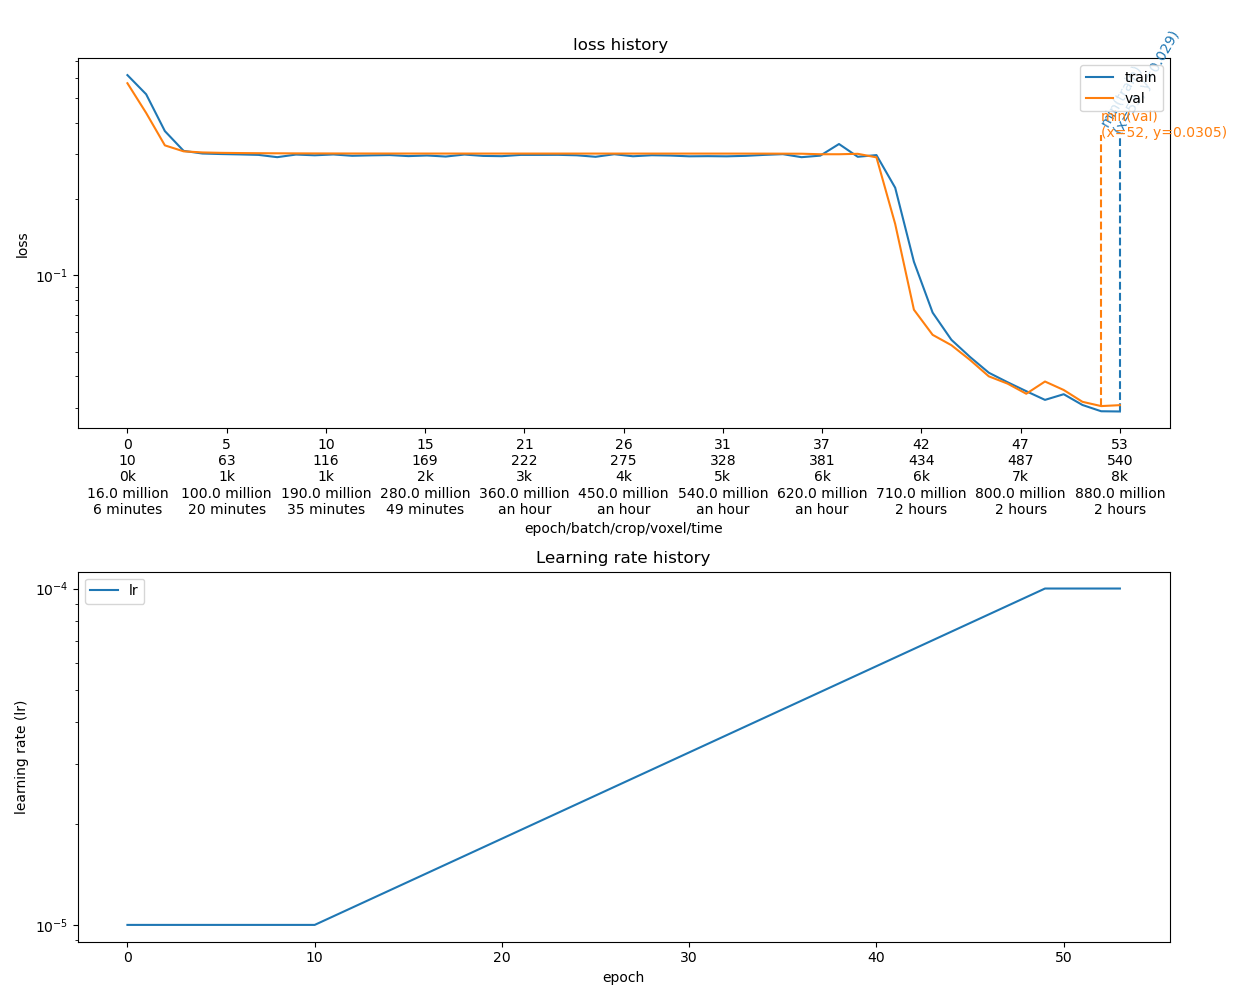 loss history
train
val
029)
min(val)
(x=52, y=0.0305)
loss
10⁻¹
0 5 10 15 21 26 31 37 42 47 53
10 63 116 169 222 275 328 381 434 487 540
0k 1k 1k 2k 3k 4k 5k 6k 6k 7k 8k
16.0 million 100.0 million 190.0 million 280.0 million 360.0 million 450.0 million 540.0 million 620.0 million 710.0 million 800.0 million 880.0 million
6 minutes 20 minutes 35 minutes 49 minutes an hour an hour an hour an hour 2 hours 2 hours 2 hours
epoch/batch/crop/voxel/time
Learning rate history
lr
learning rate (lr)
10⁻⁴
10⁻⁵
0 10 20 30 40 50
epoch